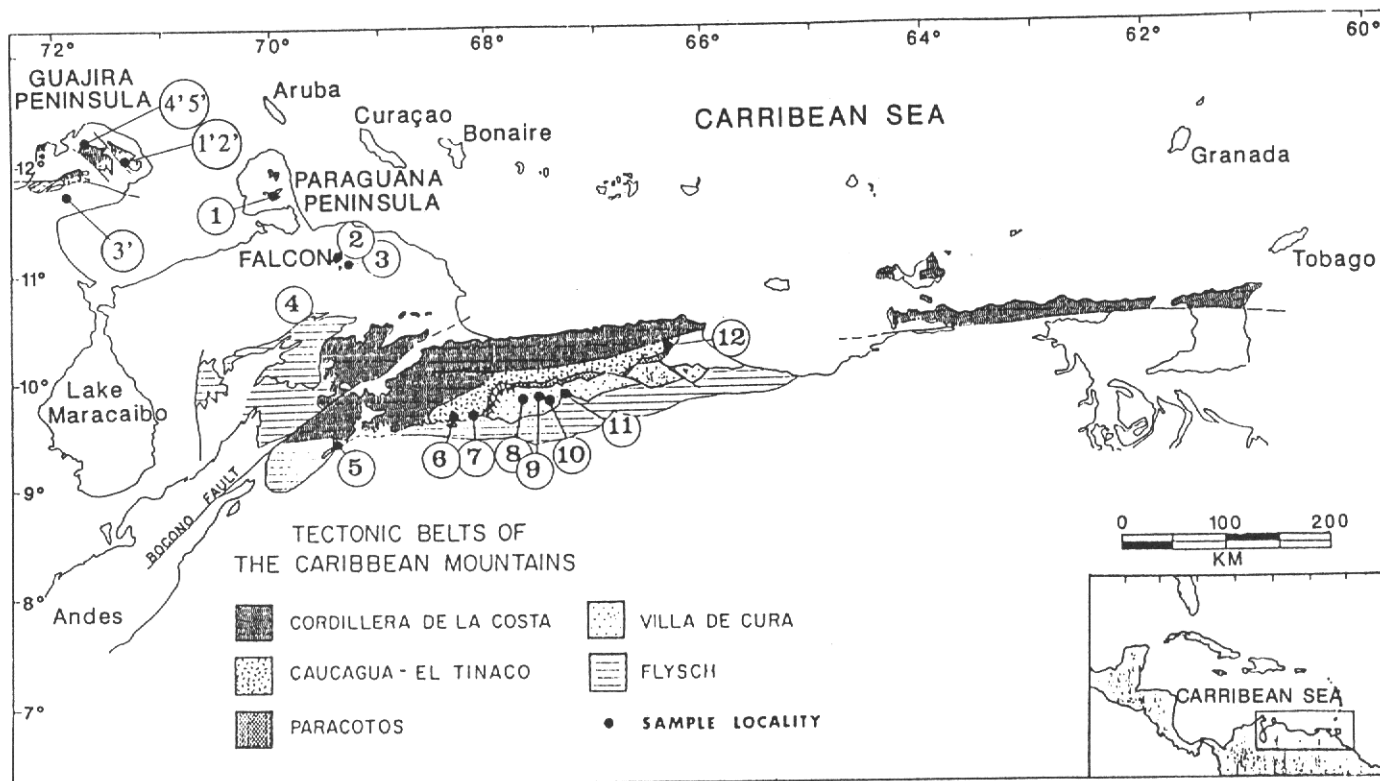 72° 70° 68° 66° 64° 62° 60°
GUAJIRA
PENINSULA
4'5'
1'2'
3'
Aruba
Curaçao
Bonaire
CARRIBEAN SEA
Granada
Tobago
PARAGUANA
PENINSULA
1
FALCON
2
3
4
12
12°
11°
10°
9°
8°
7°
Lake
Maracaibo
5
6
7
8
9
10
11
BOCONO FAULT
Andes
TECTONIC BELTS OF
THE CARIBBEAN MOUNTAINS
CORDILLERA DE LA COSTA
CAUCAGUA - EL TINACO
PARACOTOS
VILLA DE CURA
FLYSCH
SAMPLE LOCALITY
0 100 200
KM
CARRIBEAN SEA